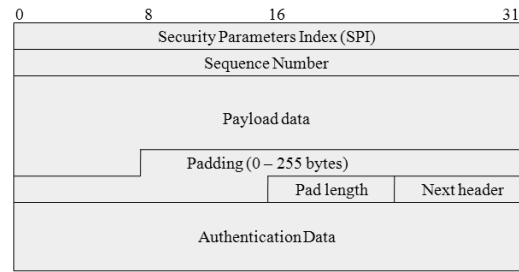 0 8 16 31
Security Parameters Index (SPI)
Sequence Number
Payload data
Padding (0 – 255 bytes)
Pad length Next header
Authentication Data